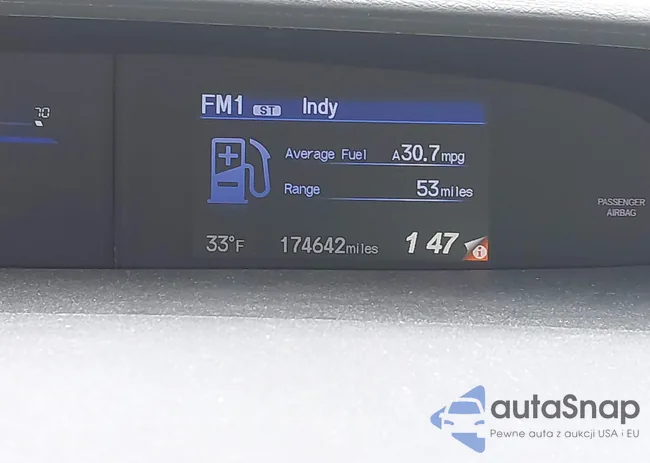 70
FM1 ST Indy
Average Fuel A30.7mpg
Range 53miles
PASSENGER
AIRBAG
33°F 174642miles 1 47
i
autaSnap
Pewne auta z aukcji USA i EU